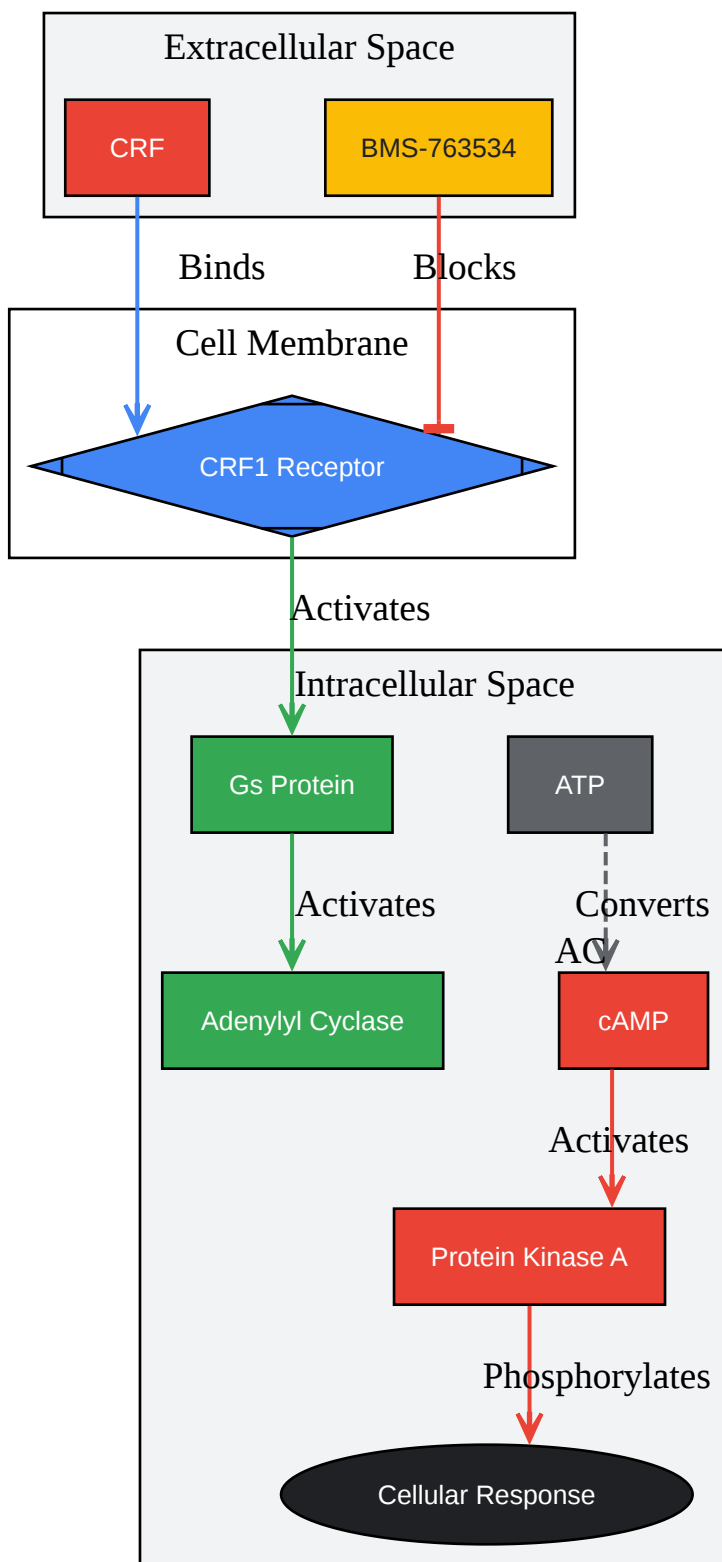 Extracellular Space
CRF
BMS-763534
Binds
Blocks
Cell Membrane
CRF1 Receptor
Activates
Intracellular Space
Gs Protein
ATP
Activates
Converts
AC
Adenylyl Cyclase
cAMP
Activates
Protein Kinase A
Phosphorylates
Cellular Response